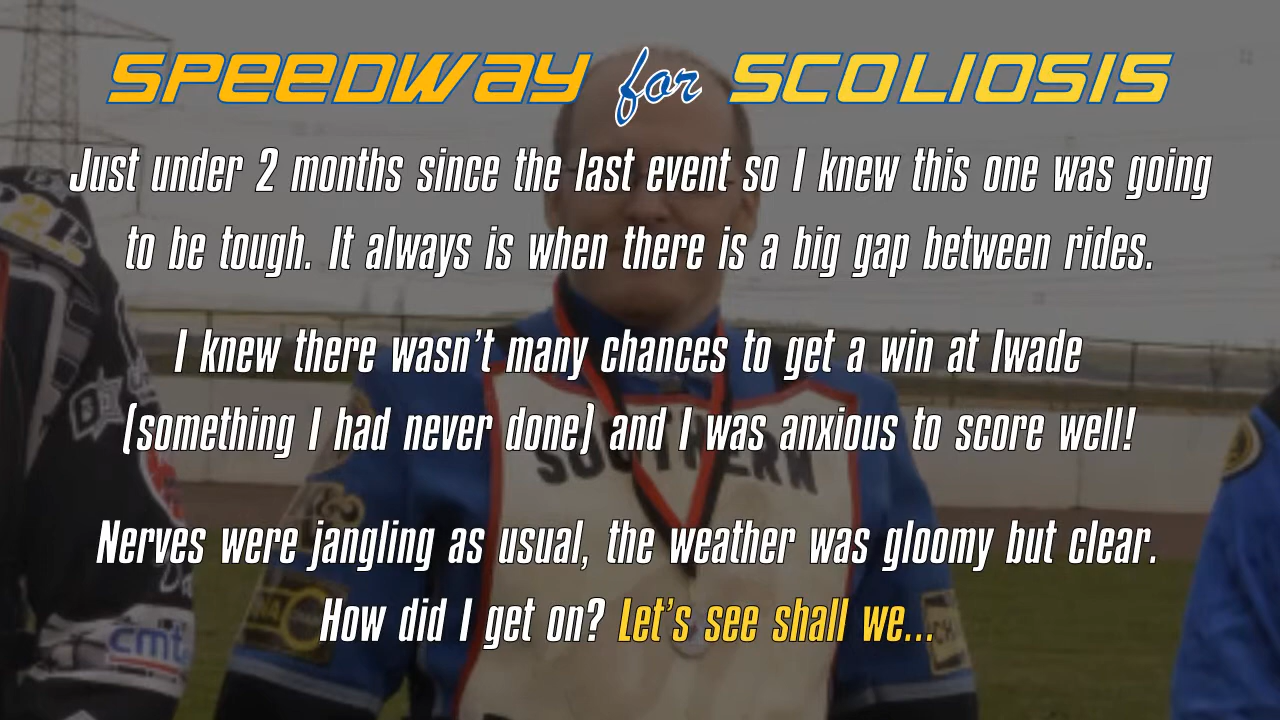 SPEEDWAY for SCOLIOSIS
Just under 2 months since the last event so I knew this one was going
to be tough. It always is when there is a big gap between rides.
I knew there wasn't many chances to get a win at Iwade
(something I had never done) and I was anxious to score well!
SOUTHERN
Nerves were jangling as usual, the weather was gloomy but clear.
How did I get on? Let's see shall we...
cmt